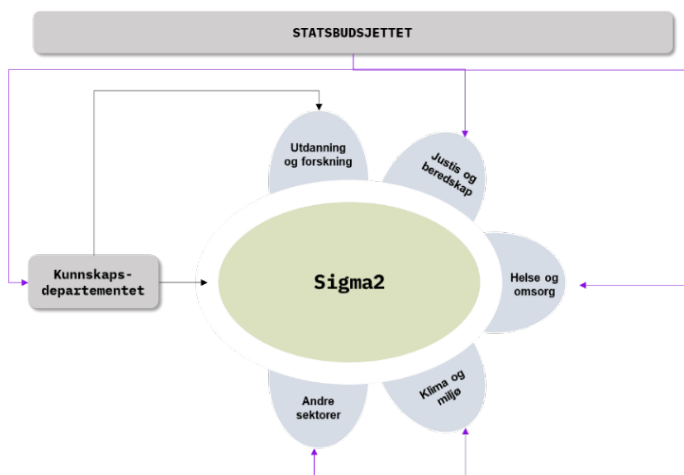 STATSBUDSJETTET
Utdanning
og forskning
Justis og
beredskap
Kunnskaps-
departementet
Sigma2
Helse og
omsorg
Klima og
miljø
Andre
sektorer